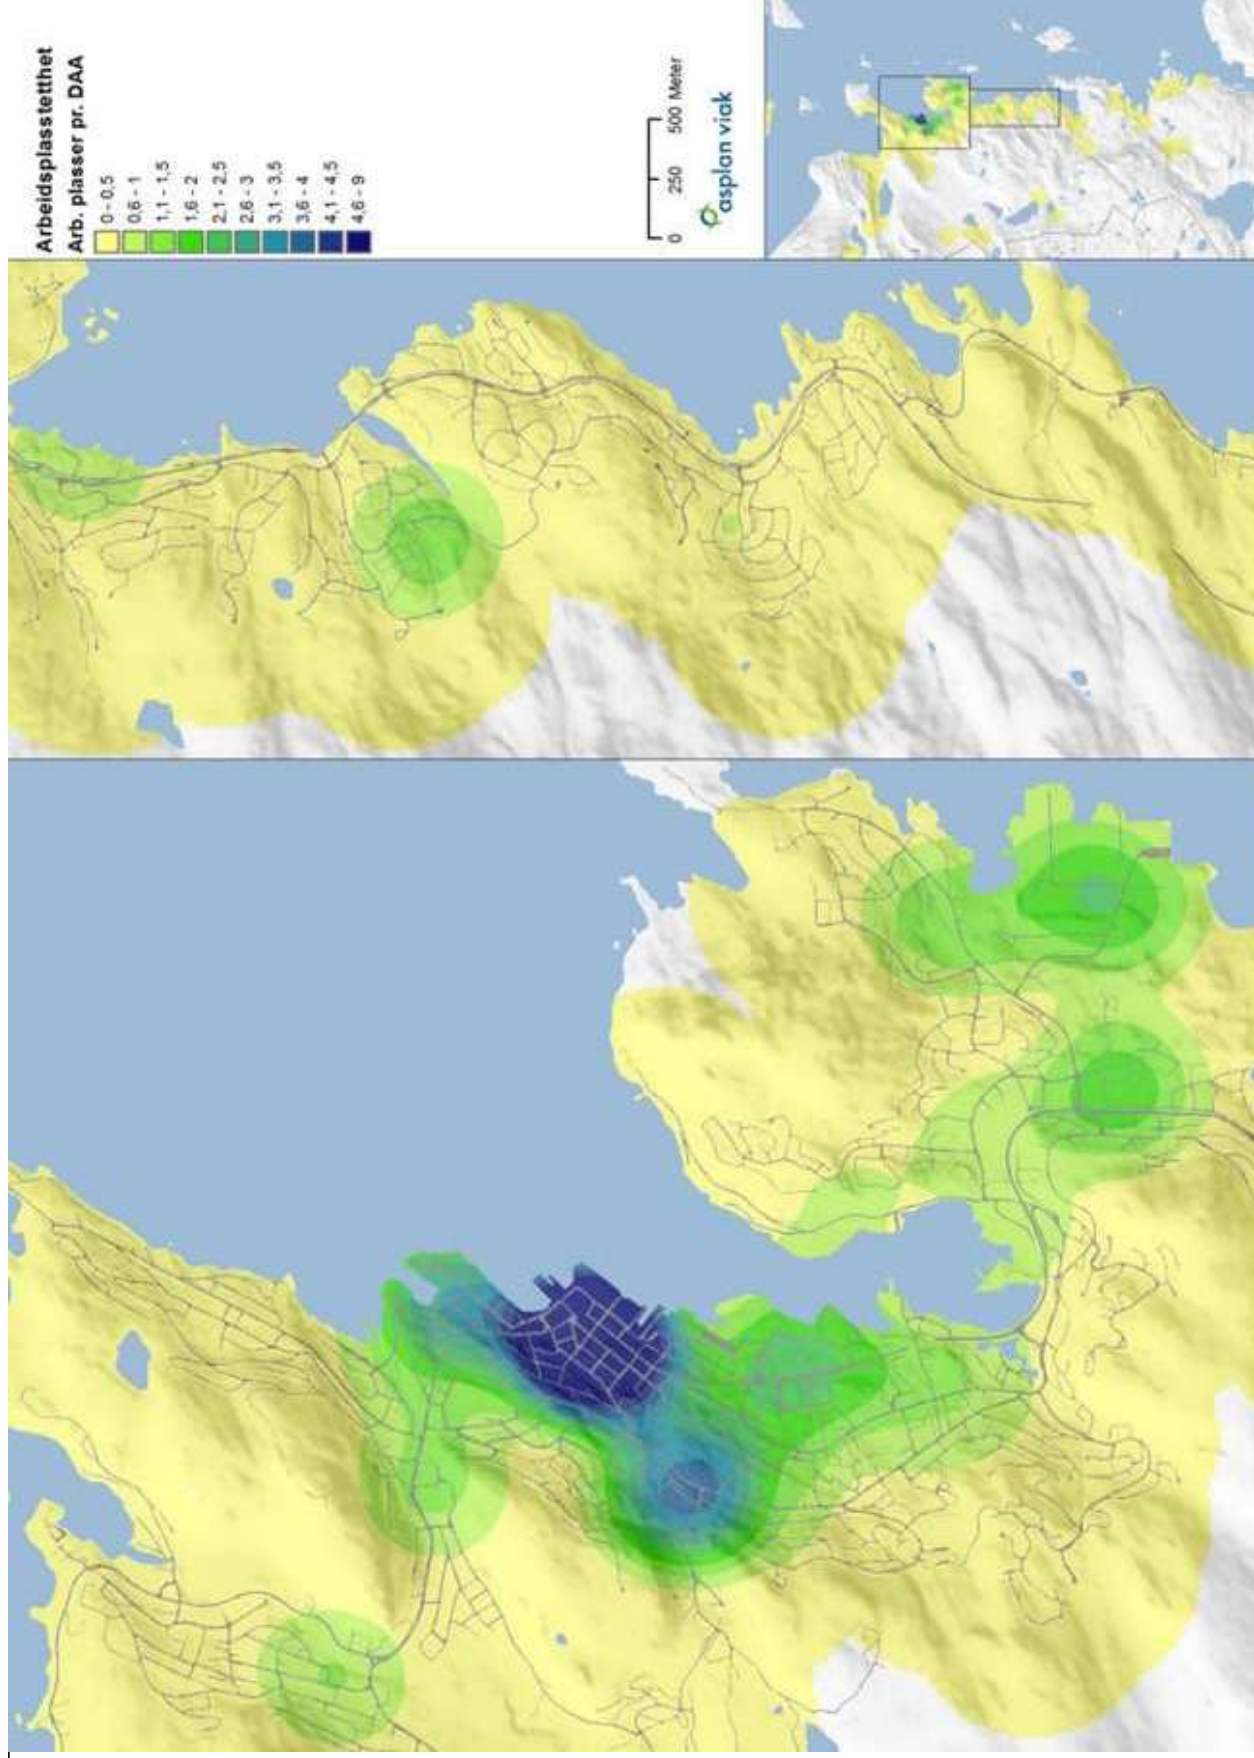 Arbeidsplasstetthet
Arb. plasser pr. DAA
0 - 0,5
0,6 - 1
1,1 - 1,5
1,6 - 2
2,1 - 2,5
2,6 - 3
3,1 - 3,5
3,6 - 4
4,1 - 4,5
4,6 - 9
0 250 500 Meter
asplan viak